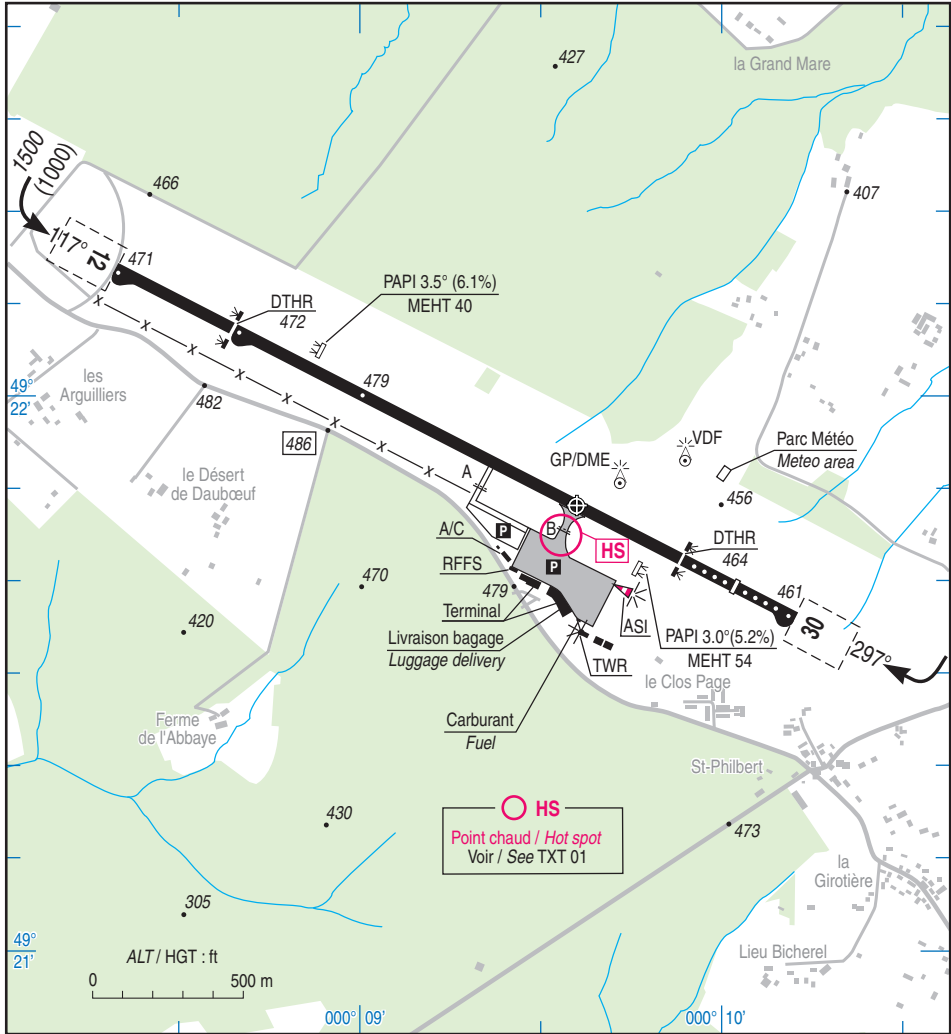 427
la Grand Mare
1500
(1000)
466
407
117°
12
471
PAPI 3.5° (6.1%)
MEHT 40
DTHR
472
49°
22'
les
Arguilliers
479
482
486
VDF
GP/DME
Parc Météo
Meteo area
A
le Désert
de Daubœuf
456
P
B
HS
DTHR
464
A/C
RFFS
P
470
479
461
Terminal
ASI
30
420
Livraison bagage
Luggage delivery
PAPI 3.0°(5.2%)
MEHT 54
297°
TWR
le Clos Page
Carburant
Fuel
Ferme
de l'Abbaye
St-Philbert
HS
Point chaud / Hot spot
Voir / See TXT 01
430
473
la
Girotière
305
49°
21'
Lieu Bicherel
ALT / HGT : ft
0 500 m
000° 09'
000° 10'